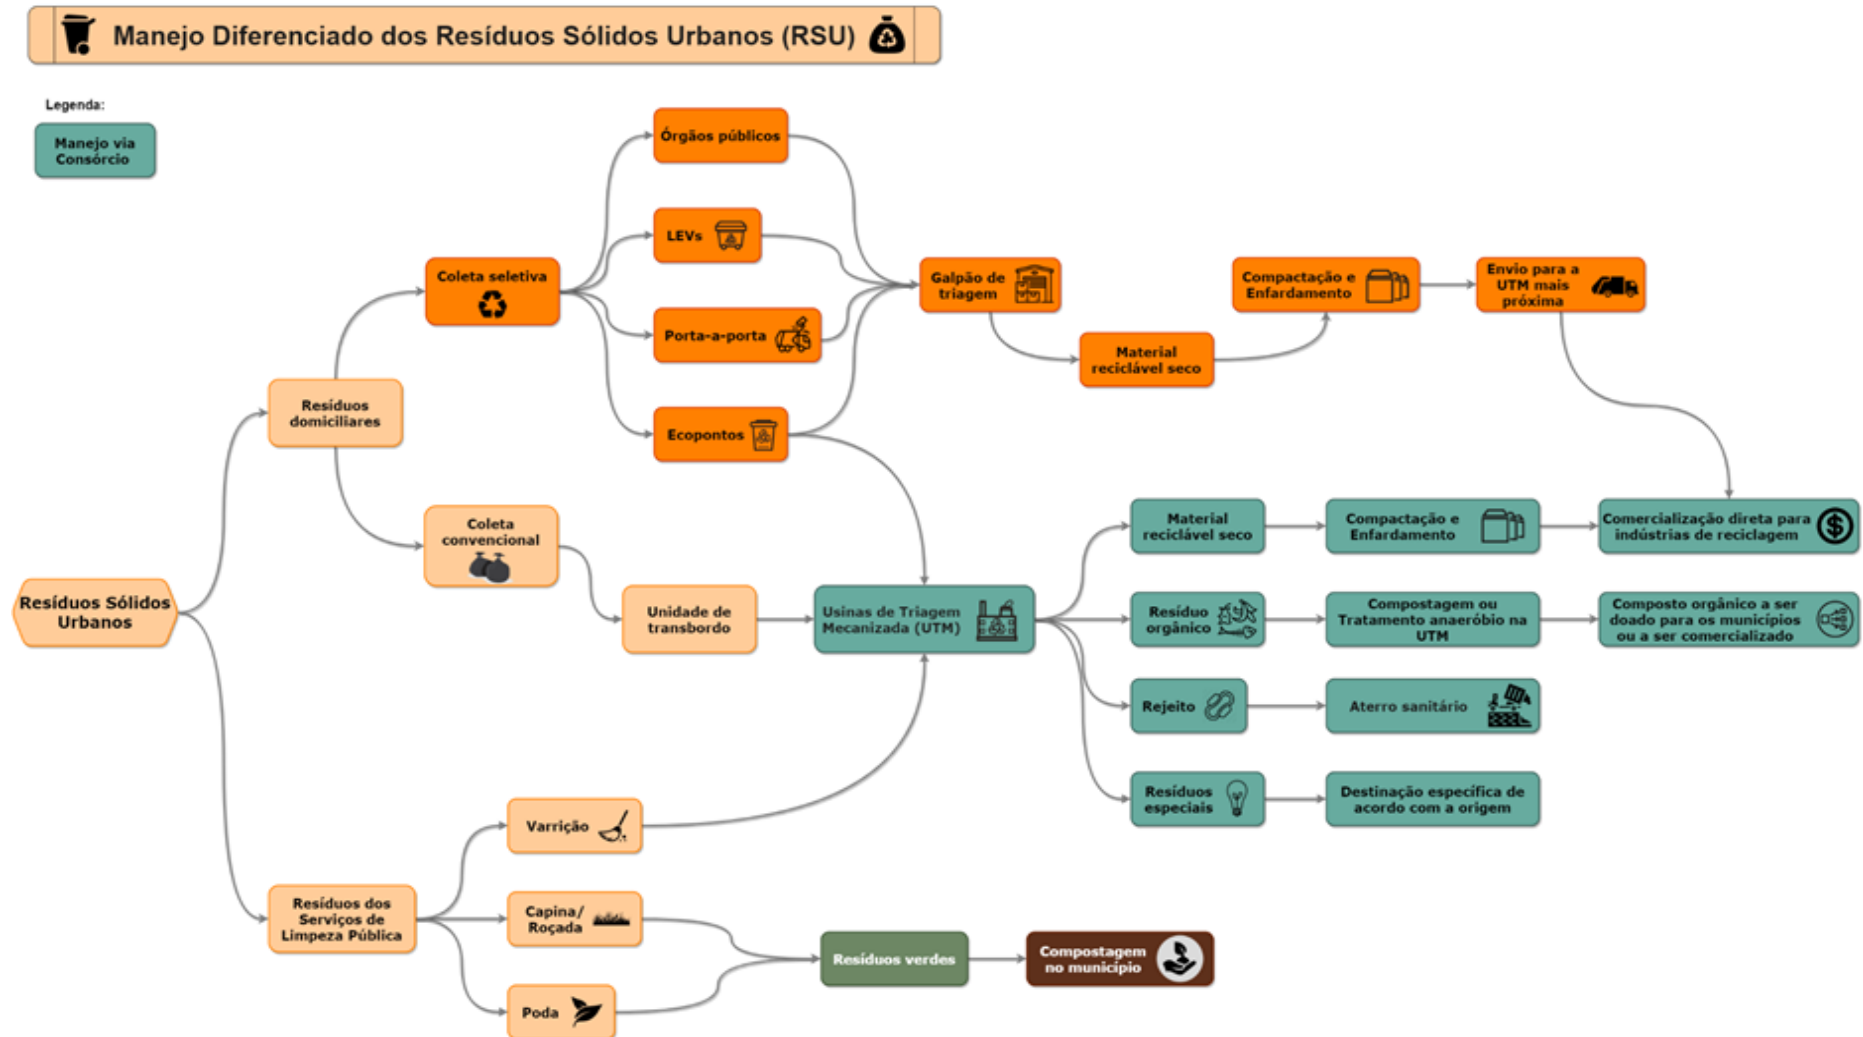 Manejo Diferenciado dos Resíduos Sólidos Urbanos (RSU)
Legenda:
Manejo via
Consórcio
Órgãos públicos
LEVs
Coleta seletiva
Porta-a-porta
Ecopontos
Galpão de
triagem
Material
reciclável seco
Compactação e
Enfardamento
Envio para a
UTM mais
próxima
Resíduos
domiciliares
Coleta
convencional
Resíduos Sólidos
Urbanos
Unidade de
transbordo
Usinas de Triagem
Mecanizada (UTM)
Material
reciclável seco
Compactação e
Enfardamento
Comercialização direta para
indústrias de reciclagem
Resíduo
orgânico
Compostagem ou
Tratamento anaeróbio na
UTM
Composto orgânico a ser
doado para os municípios
ou a ser comercializado
Rejeito
Aterro sanitário
Resíduos
especiais
Destinação específica de
acordo com a origem
Resíduos dos
Serviços de
Limpeza Pública
Varrição
Capina/
Roçada
Poda
Resíduos verdes
Compostagem
no município